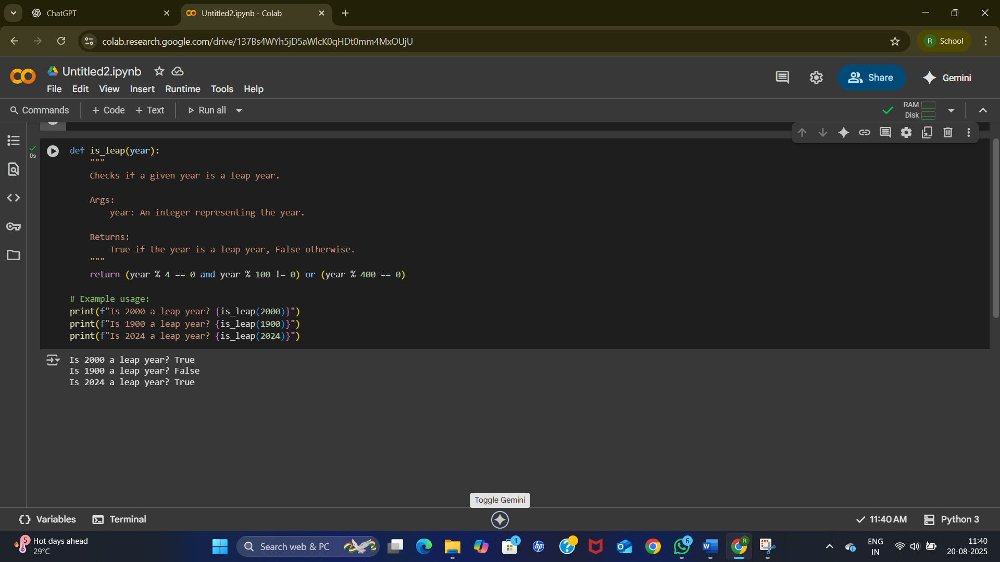 ChatGPT
Untitled2.ipynb - Colab
colab.research.google.com/drive/137Bs4WYh5jD5aWlcK0qHDt0mm4MxOUjU
R School
Untitled2.ipynb
File Edit View Insert Runtime Tools Help
Share
Gemini
Commands + Code + Text Run all
RAM
Disk
0s
def is_leap(year):
"""
Checks if a given year is a leap year.
Args:
year: An integer representing the year.
Returns:
True if the year is a leap year, False otherwise.
"""
return (year % 4 == 0 and year % 100 != 0) or (year % 400 == 0)
# Example usage:
print(f"Is 2000 a leap year? {is_leap(2000)}")
print(f"Is 1900 a leap year? {is_leap(1900)}")
print(f"Is 2024 a leap year? {is_leap(2024)}")
Is 2000 a leap year? True
Is 1900 a leap year? False
Is 2024 a leap year? True
Toggle Gemini
{} Variables Terminal
11:40 AM Python 3
5
Hot days ahead
29°C
Search web & PC
1
hp
6
R
ENG
IN
11:40
20-08-2025